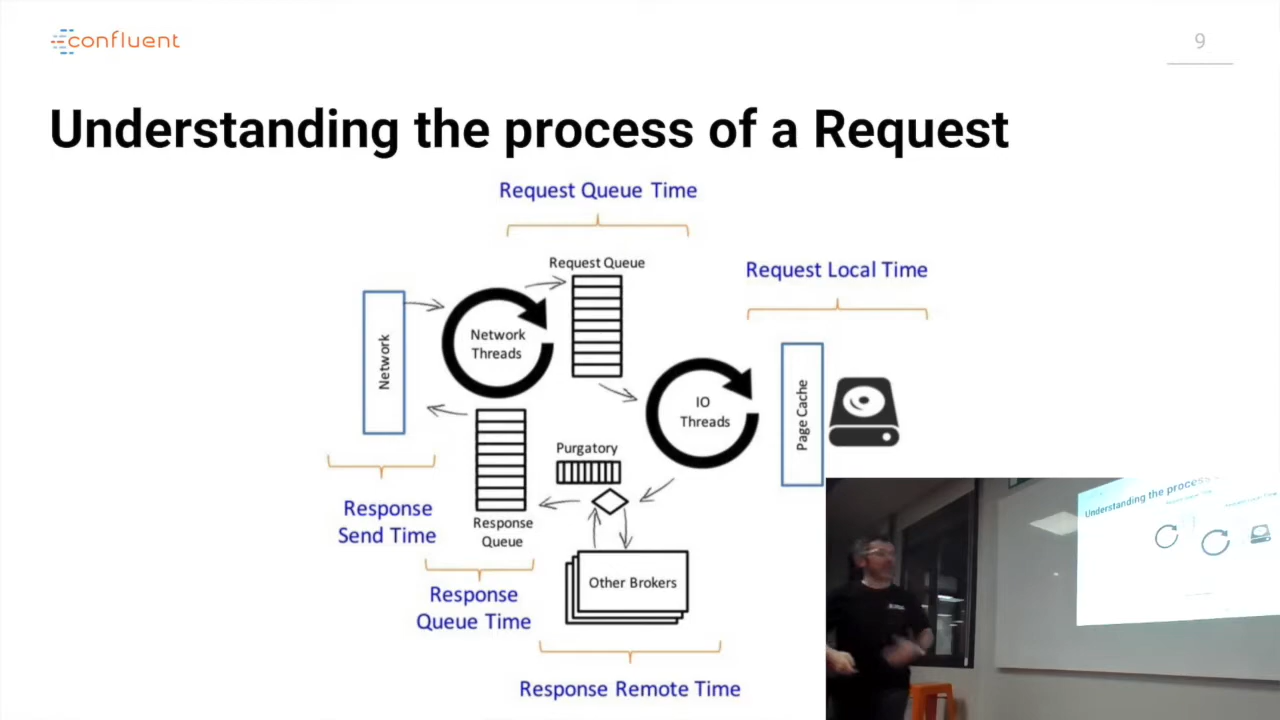 confluent
9
Understanding the process of a Request
Request Queue Time
Request Queue
Request Local Time
Network
Network
Threads
IO
Threads
Page Cache
Purgatory
Response
Send Time
Response
Queue
Other Brokers
Response
Queue Time
Response Remote Time
Understanding the process